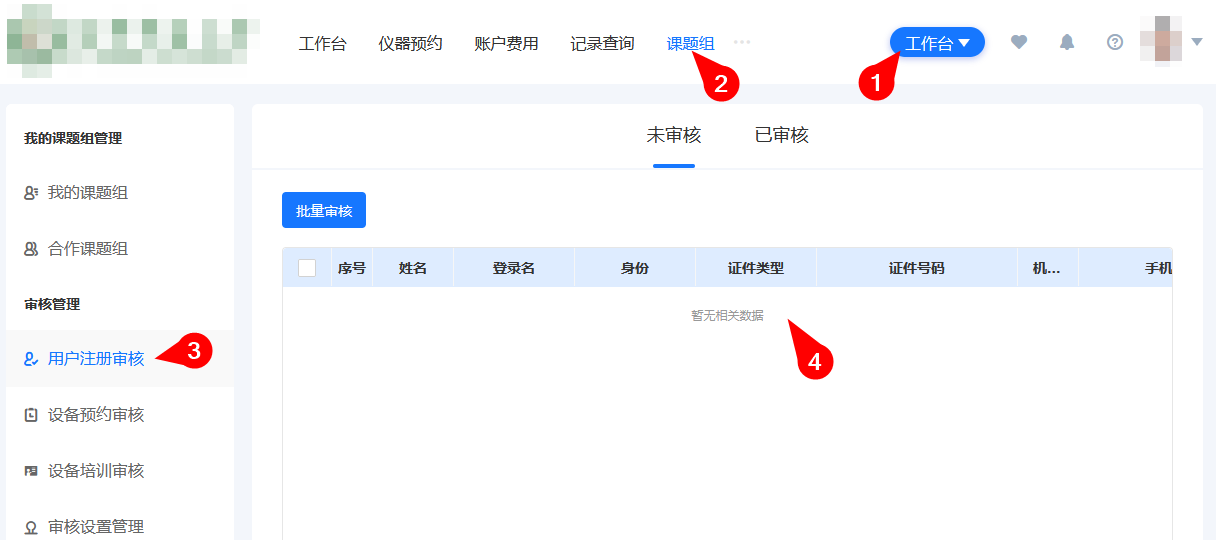 工作台 仪器预约 账户费用 记录查询 课题组 ··· 工作台
2 1
我的课题组管理
未审核 已审核
我的课题组
批量审核
合作课题组
序号 姓名 登录名 身份 证件类型 证件号码 机... 手机
审核管理
暂无相关数据
用户注册审核 3
4
设备预约审核
设备培训审核
审核设置管理